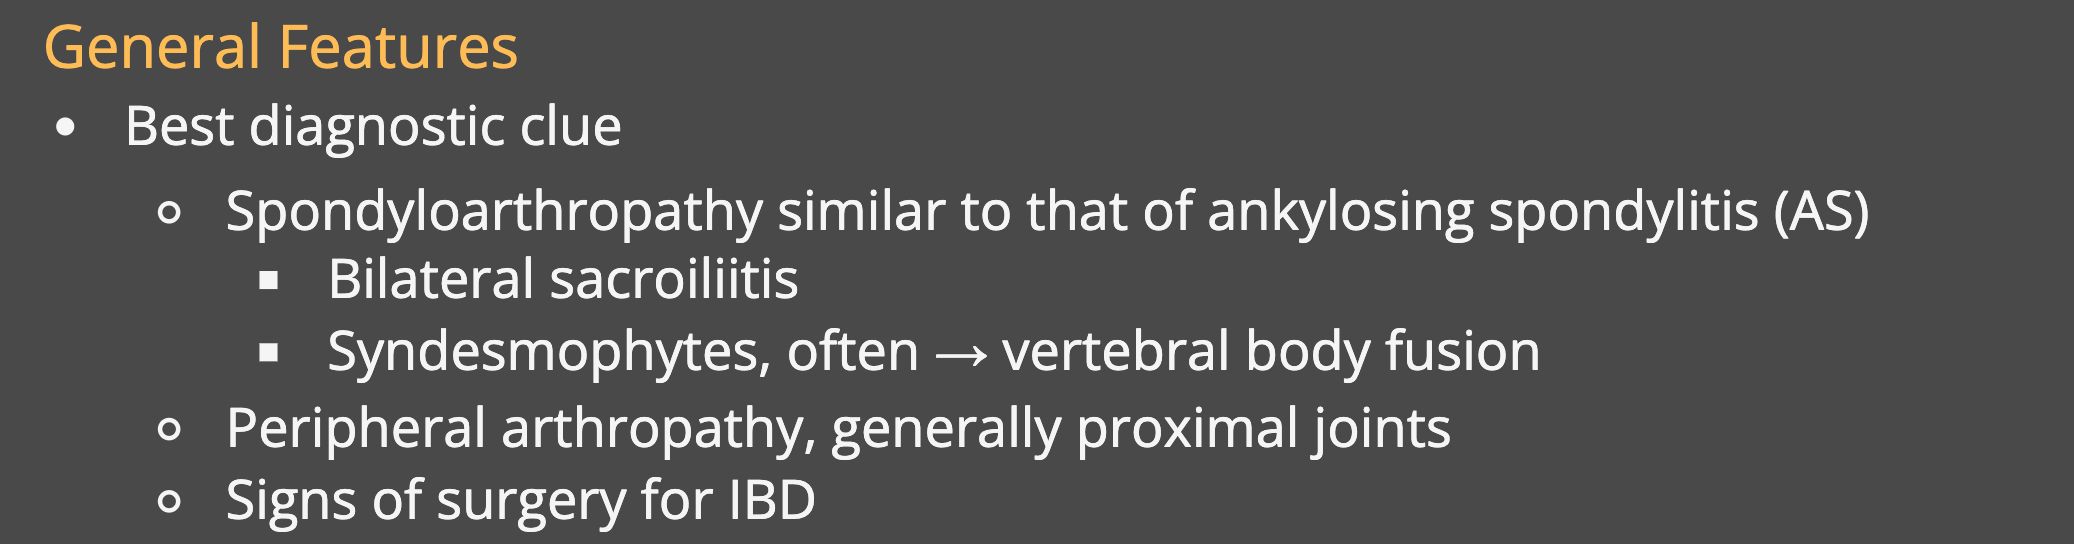 General Features
• Best diagnostic clue
○ Spondyloarthropathy similar to that of ankylosing spondylitis (AS)
▪ Bilateral sacroiliitis
▪ Syndesmophytes, often → vertebral body fusion
○ Peripheral arthropathy, generally proximal joints
○ Signs of surgery for IBD